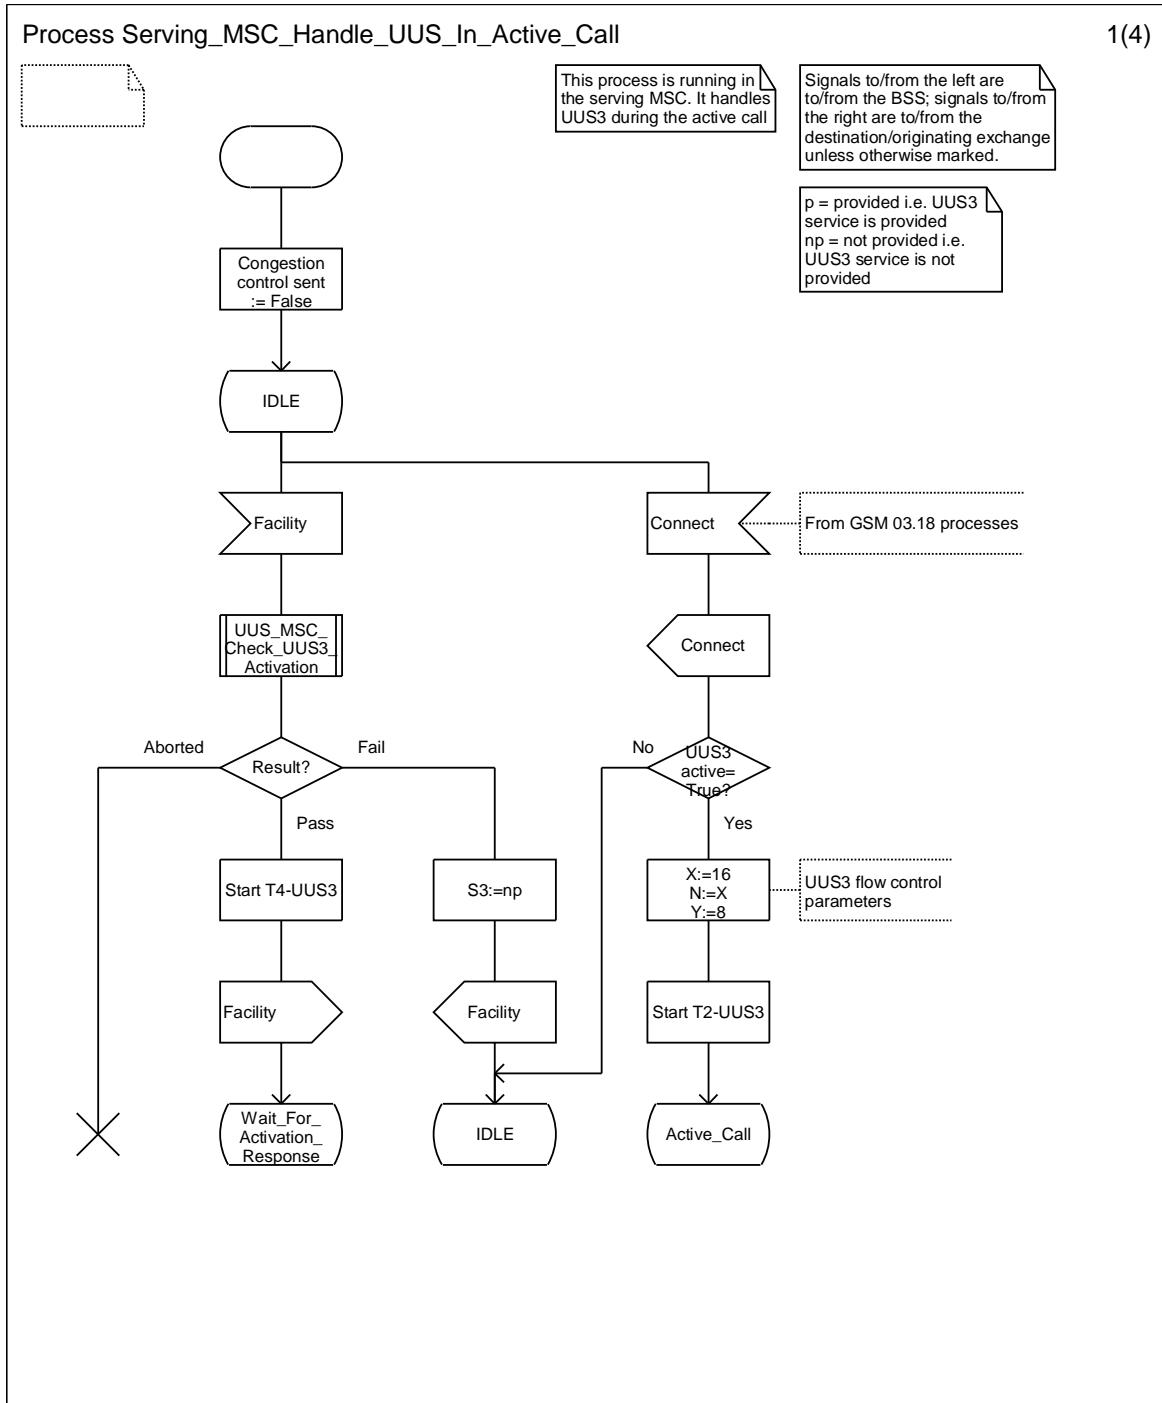 Process Serving_MSC_Handle_UUS_In_Active_Call
1(4)
This process is running in
the serving MSC. It handles
UUS3 during the active call
Signals to/from the left are
to/from the BSS; signals to/from
the right are to/from the
destination/originating exchange
unless otherwise marked.
p = provided i.e. UUS3
service is provided
np = not provided i.e.
UUS3 service is not
provided
Congestion
control sent
:= False
IDLE
Facility
Connect
From GSM 03.18 processes
UUS_MSC_
Check_UUS3_
Activation
Connect
Aborted
Result?
Fail
No
UUS3
active=
True?
Pass
Yes
Start T4-UUS3
S3:=np
X:=16
N:=X
Y:=8
UUS3 flow control
parameters
Facility
Facility
Start T2-UUS3
Wait_For_
Activation_
Response
IDLE
Active_Call